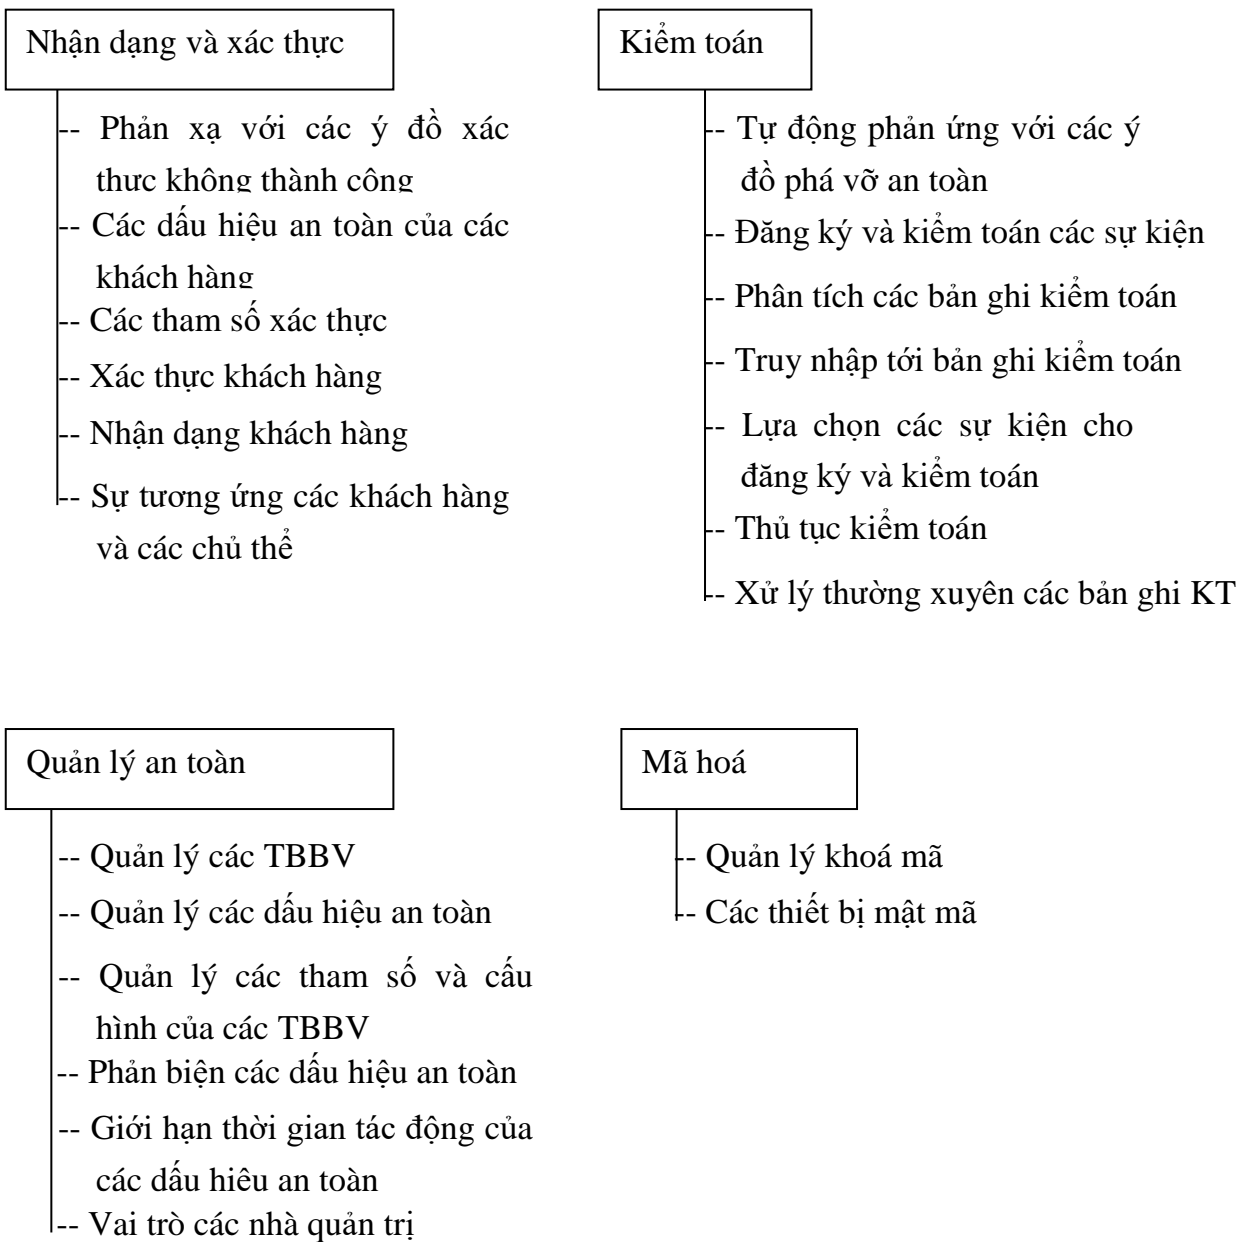 Nhận dạng và xác thực
-- Phản xạ với các ý đồ xác
thực không thành công
-- Các dấu hiệu an toàn của các
khách hàng
-- Các tham số xác thực
-- Xác thực khách hàng
-- Nhận dạng khách hàng
-- Sự tương ứng các khách hàng
và các chủ thể
Kiểm toán
-- Tự động phản ứng với các ý
đồ phá vỡ an toàn
-- Đăng ký và kiểm toán các sự kiện
-- Phân tích các bản ghi kiểm toán
-- Truy nhập tới bản ghi kiểm toán
-- Lựa chọn các sự kiện cho
đăng ký và kiểm toán
-- Thủ tục kiểm toán
-- Xử lý thường xuyên các bản ghi KT
Quản lý an toàn
-- Quản lý các TBBV
-- Quản lý các dấu hiệu an toàn
-- Quản lý các tham số và cấu
hình của các TBBV
-- Phản biện các dấu hiệu an toàn
-- Giới hạn thời gian tác động của
các dấu hiêu an toàn
-- Vai trò các nhà quản trị
Mã hoá
-- Quản lý khoá mã
-- Các thiết bị mật mã